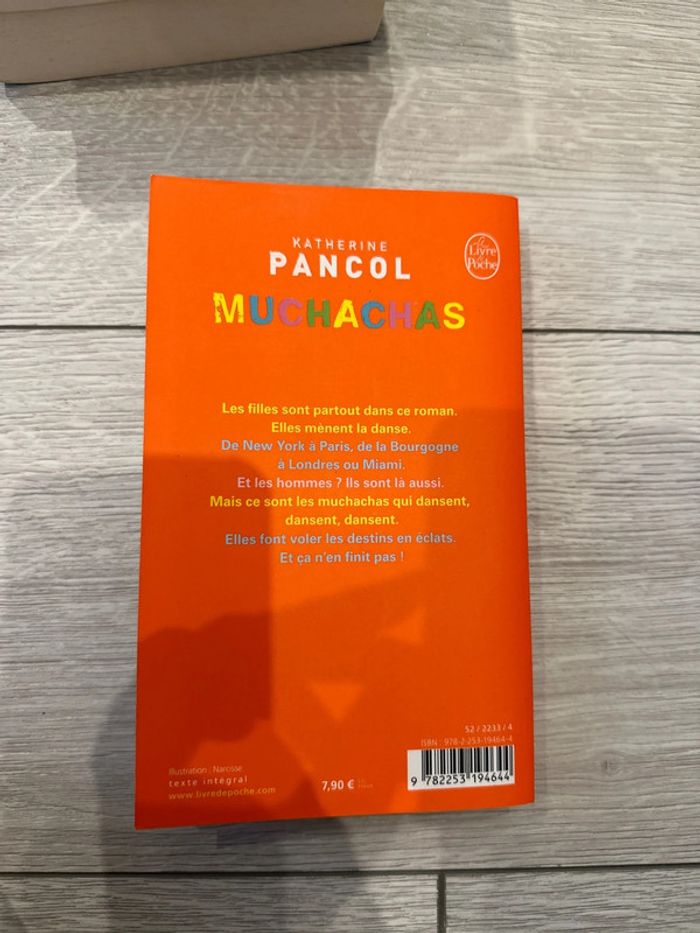 KATHERINE
PANCOL
Le Livre
de Poche
MUCHACHAS
Les filles sont partout dans ce roman.
Elles mènent la danse.
De New York à Paris, de la Bourgogne
à Londres ou Miami.
Et les hommes ? Ils sont là aussi.
Mais ce sont les muchachas qui dansent,
dansent, dansent.
Elles font voler les destins en éclats.
Et ça n'en finit pas !
52 / 2233 / 4
ISBN : 978-2-253-19464-4
Illustration : Narcisse.
texte intégral
www.livredepoche.com
7,90 €
9 782253 194644